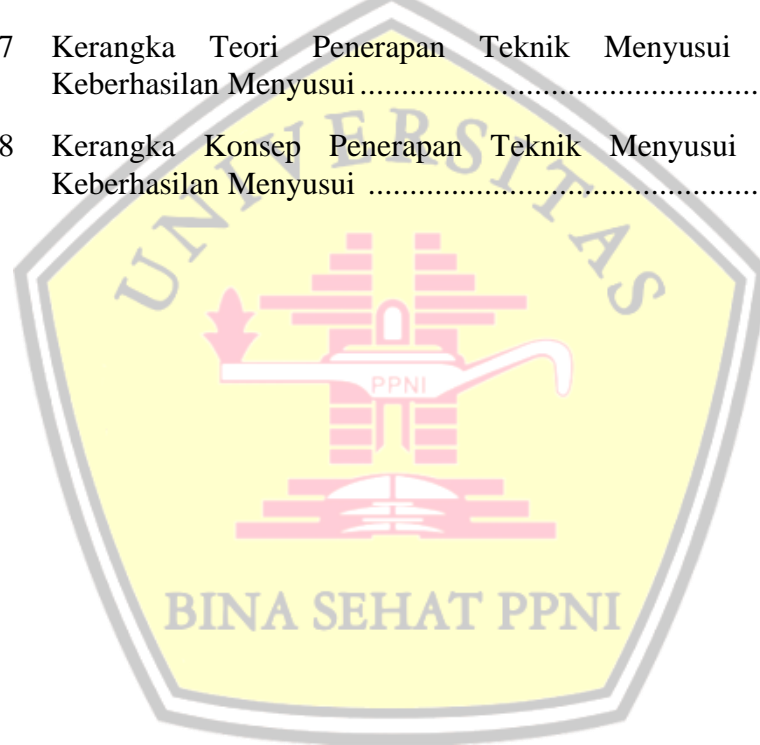 7 Kerangka Teori Penerapan Teknik Menyusui
Keberhasilan Menyusui ................................................
8 Kerangka Konsep Penerapan Teknik Menyusui
Keberhasilan Menyusui ...............................................
UNIVERSITAS
PPNI
BINA SEHAT PPNI